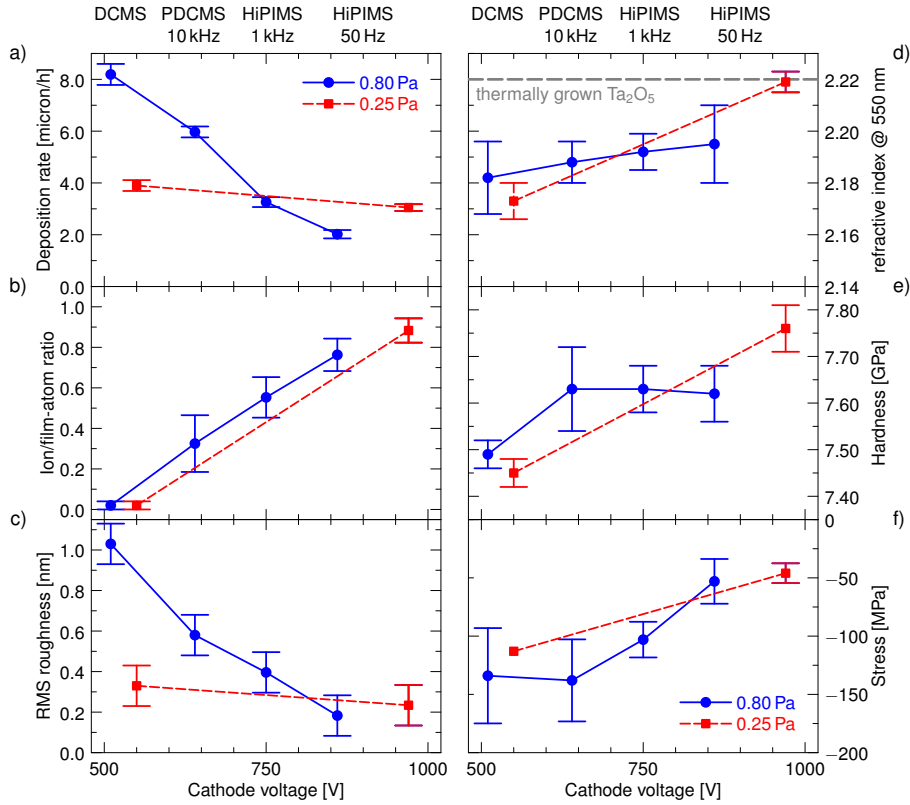 DCMS PDCMS HiPIMS HiPIMS
10 kHz 1 kHz 50 Hz
DCMS PDCMS HiPIMS HiPIMS
10 kHz 1 kHz 50 Hz
a)
Deposition rate [micron/h]
8.0
6.0
4.0
2.0
0.0
0.80 Pa
0.25 Pa
d)
refractive index @ 550 nm
thermally grown Ta₂O₅
2.22
2.20
2.18
2.16
2.14
b)
Ion/film-atom ratio
1.0
0.8
0.6
0.4
0.2
0.0
e)
Hardness [GPa]
7.80
7.70
7.60
7.50
7.40
c)
RMS roughness [nm]
1.0
0.8
0.6
0.4
0.2
0.0
500 750 1000
Cathode voltage [V]
f)
Stress [MPa]
0
−50
−100
−150
−200
0.80 Pa
0.25 Pa
500 750 1000
Cathode voltage [V]